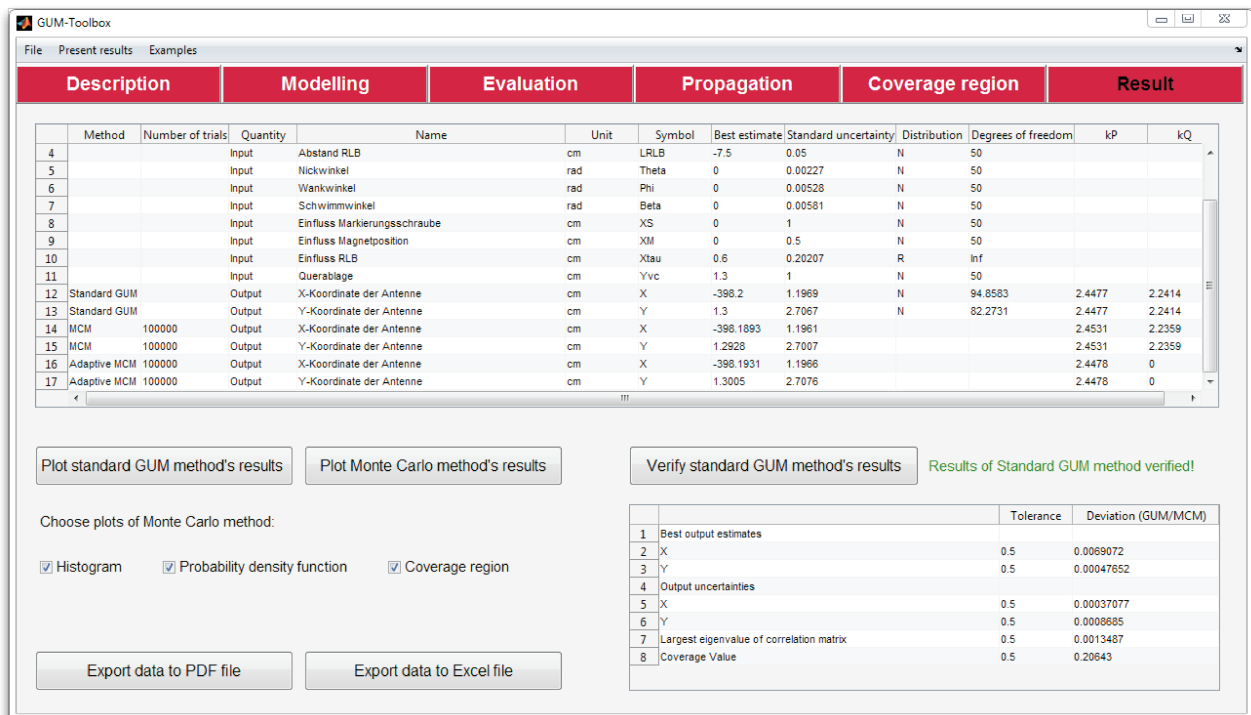 GUM-Toolbox
File Present results Examples
Description Modelling Evaluation Propagation Coverage region Result
Method Number of trials Quantity Name Unit Symbol Best estimate Standard uncertainty Distribution Degrees of freedom kP kQ
4 Input Abstand RLB cm LRLB -7.5 0.05 N 50
5 Input Nickwinkel rad Theta 0 0.00227 N 50
6 Input Wankwinkel rad Phi 0 0.00528 N 50
7 Input Schwimmwinkel rad Beta 0 0.00581 N 50
8 Input Einfluss Markierungsschraube cm XS 0 1 N 50
9 Input Einfluss Magnetposition cm XM 0 0.5 N 50
10 Input Einfluss RLB cm Xtau 0.6 0.20207 R Inf
11 Input Querablage cm Yvc 1.3 1 N 50
12 Standard GUM Output X-Koordinate der Antenne cm X -398.2 1.1969 N 94.8583 2.4477 2.2414
13 Standard GUM Output Y-Koordinate der Antenne cm Y 1.3 2.7067 N 82.2731 2.4477 2.2414
14 MCM 100000 Output X-Koordinate der Antenne cm X -398.1893 1.1961 2.4531 2.2359
15 MCM 100000 Output Y-Koordinate der Antenne cm Y 1.2928 2.7007 2.4531 2.2359
16 Adaptive MCM 100000 Output X-Koordinate der Antenne cm X -398.1931 1.1966 2.4478 0
17 Adaptive MCM 100000 Output Y-Koordinate der Antenne cm Y 1.3005 2.7076 2.4478 0
Plot standard GUM method's results Plot Monte Carlo method's results Verify standard GUM method's results Results of Standard GUM method verified!
Choose plots of Monte Carlo method:
Histogram Probability density function Coverage region
Export data to PDF file Export data to Excel file
Tolerance Deviation (GUM/MCM)
1 Best output estimates
2 X 0.5 0.0069072
3 Y 0.5 0.00047652
4 Output uncertainties
5 X 0.5 0.00037077
6 Y 0.5 0.0008685
7 Largest eigenvalue of correlation matrix 0.5 0.0013487
8 Coverage Value 0.5 0.20643